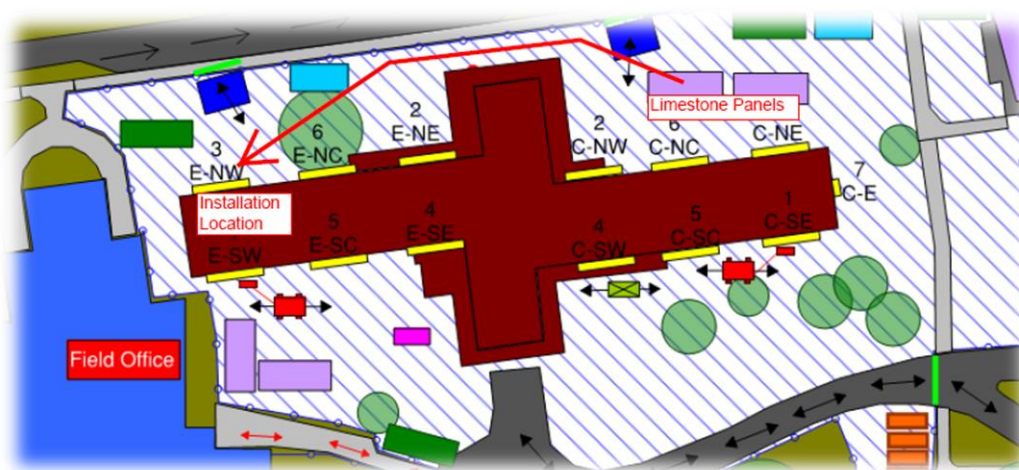 Limestone Panels
2
E-NE
6
E-NC
3
E-NW
2
C-NW
6
C-NC
C-NE
7
C-E
Installation
Location
E-SW
5
E-SC
4
E-SE
4
C-SW
5
C-SC
1
C-SE
Field Office